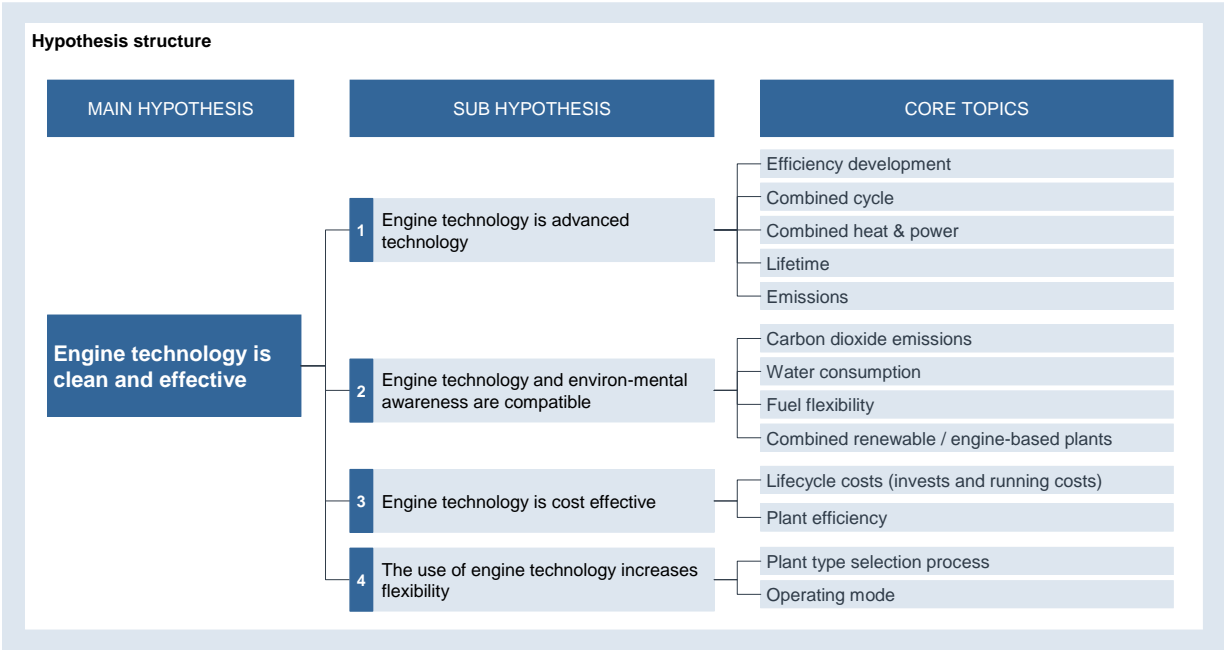 Hypothesis structure
MAIN HYPOTHESIS
SUB HYPOTHESIS
CORE TOPICS
Engine technology is
clean and effective
1
Engine technology is advanced
technology
Efficiency development
Combined cycle
Combined heat & power
Lifetime
Emissions
2
Engine technology and environ-mental
awareness are compatible
Carbon dioxide emissions
Water consumption
Fuel flexibility
Combined renewable / engine-based plants
3
Engine technology is cost effective
Lifecycle costs (invests and running costs)
Plant efficiency
4
The use of engine technology increases
flexibility
Plant type selection process
Operating mode